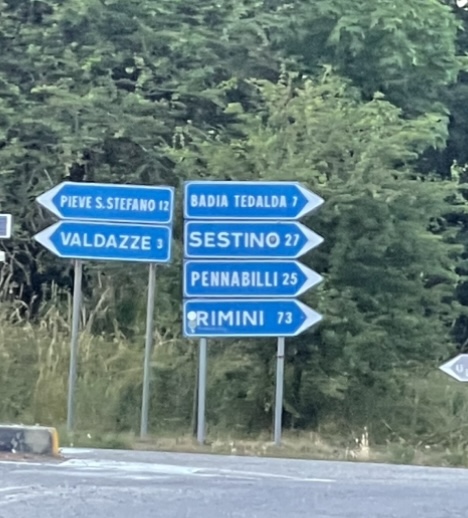 PIEVE S.STEFANO 12
VALDAZZE 3
BADIA TEDALDA 7
SESTINO 27
PENNABILLI 25
RIMINI 73